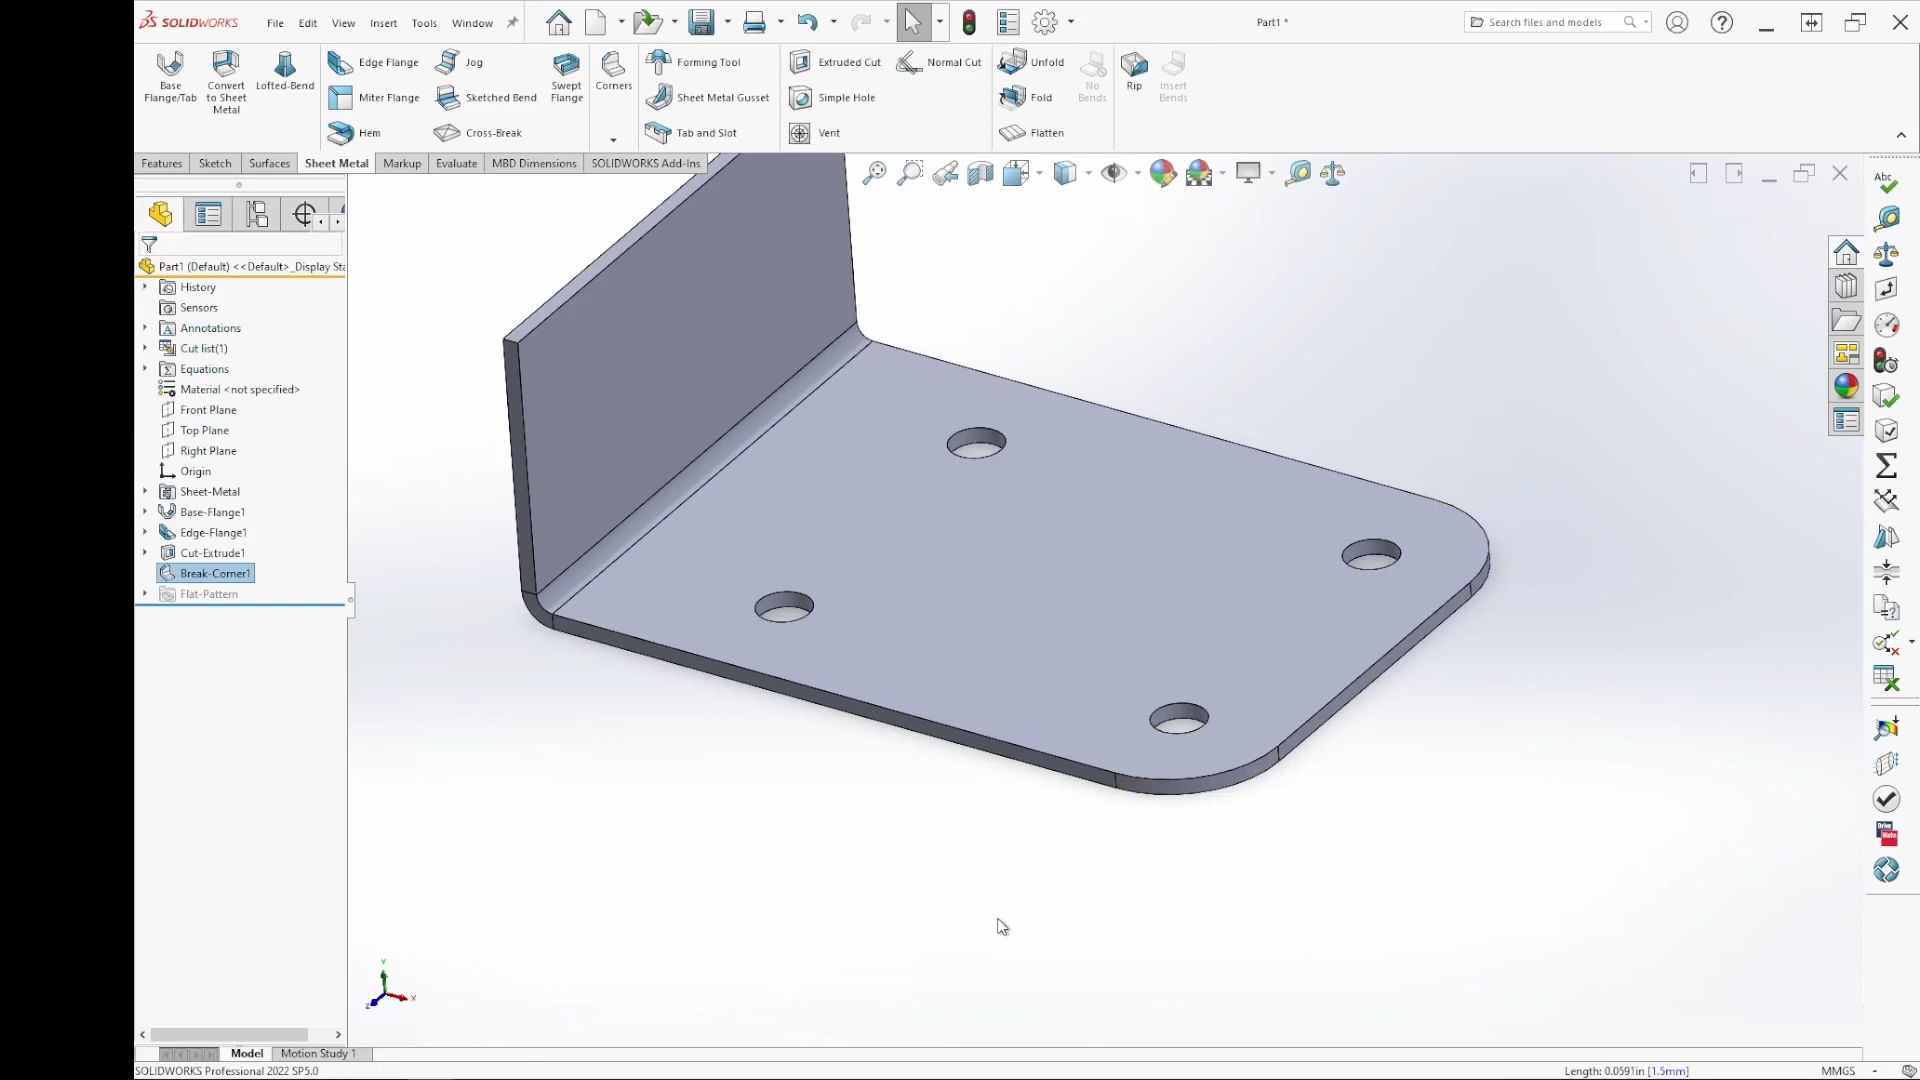 SOLIDWORKS File Edit View Insert Tools Window Part1 * Search files and models
Base Flange/Tab
Convert to Sheet Metal
Lofted-Bend
Edge Flange
Miter Flange
Hem
Jog
Sketched Bend
Cross-Break
Swept Flange
Corners
Forming Tool
Sheet Metal Gusset
Tab and Slot
Extruded Cut
Simple Hole
Vent
Normal Cut
Unfold
Fold
Flatten
No Bends
Rip
Insert Bends
Features Sketch Surfaces Sheet Metal Markup Evaluate MBD Dimensions SOLIDWORKS Add-Ins
Abc
Part1 (Default) <<Default>_Display Sta
History
Sensors
Annotations
Cut list(1)
Equations
Material <not specified>
Front Plane
Top Plane
Right Plane
Origin
Sheet-Metal
Base-Flange1
Edge-Flange1
Cut-Extrude1
Break-Corner1
Flat-Pattern
Y
X
Z
Model Motion Study 1
SOLIDWORKS Professional 2022 SP5.0 Length: 0.0591in [1.5mm] MMGS